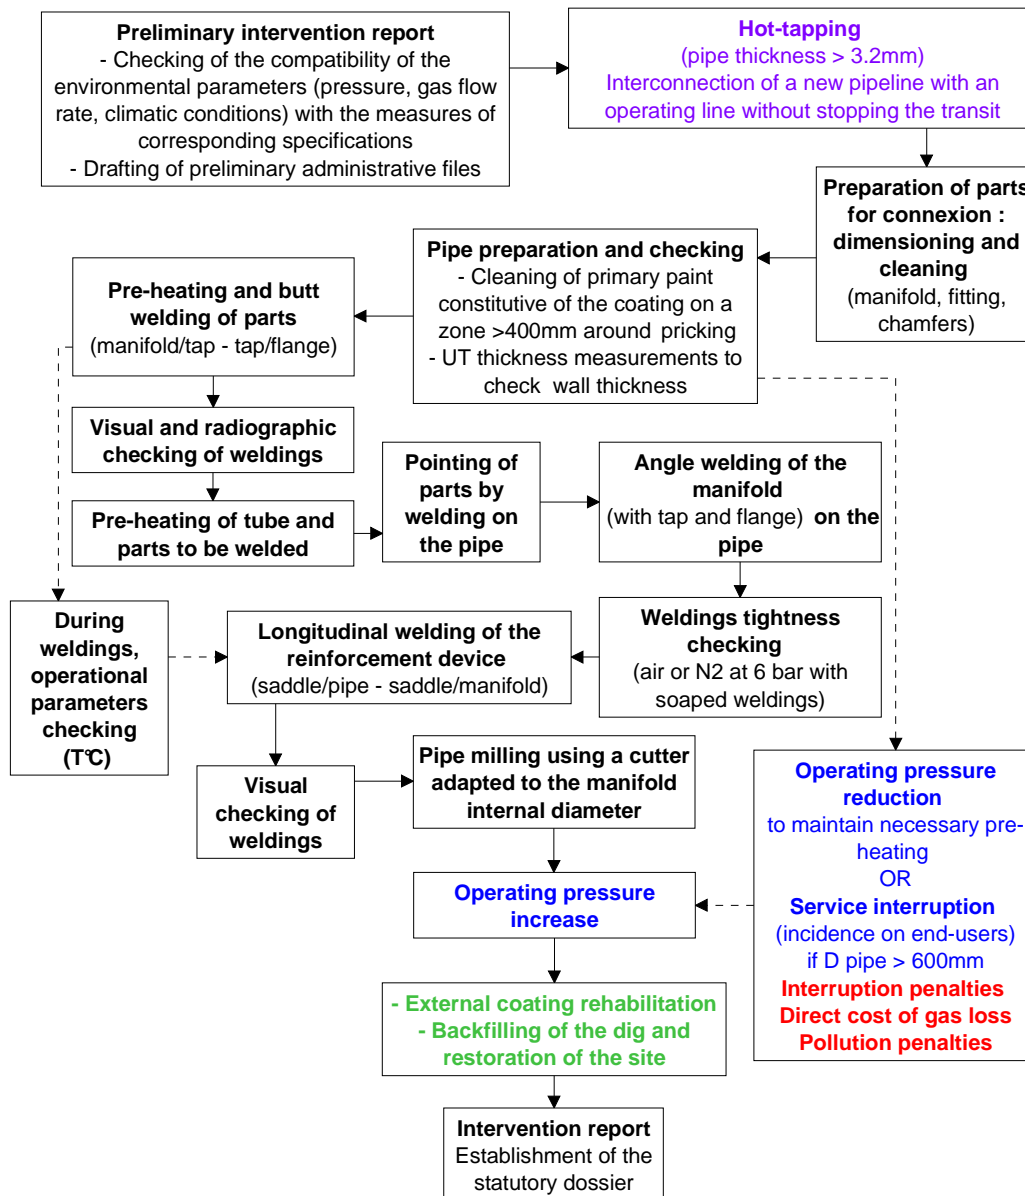 Preliminary intervention report
- Checking of the compatibility of the
environmental parameters (pressure, gas flow
rate, climatic conditions) with the measures of
corresponding specifications
- Drafting of preliminary administrative files
Hot-tapping
(pipe thickness > 3.2mm)
Interconnection of a new pipeline with an
operating line without stopping the transit
Preparation of parts
for connexion :
dimensioning and
cleaning
(manifold, fitting,
chamfers)
Pipe preparation and checking
- Cleaning of primary paint
constitutive of the coating on a
zone >400mm around pricking
- UT thickness measurements to
check wall thickness
Pre-heating and butt
welding of parts
(manifold/tap - tap/flange)
Visual and radiographic
checking of weldings
Pre-heating of tube and
parts to be welded
Pointing of
parts by
welding on
the pipe
Angle welding of the
manifold
(with tap and flange) on the
pipe
Weldings tightness
checking
(air or N2 at 6 bar with
soaped weldings)
Longitudinal welding of the
reinforcement device
(saddle/pipe - saddle/manifold)
During
weldings,
operational
parameters
checking
(T°C)
Visual
checking of
weldings
Pipe milling using a cutter
adapted to the manifold
internal diameter
Operating pressure
reduction
to maintain necessary pre-
heating
OR
Service interruption
(incidence on end-users)
if D pipe > 600mm
Interruption penalties
Direct cost of gas loss
Pollution penalties
Operating pressure
increase
- External coating rehabilitation
- Backfilling of the dig and
restoration of the site
Intervention report
Establishment of the
statutory dossier